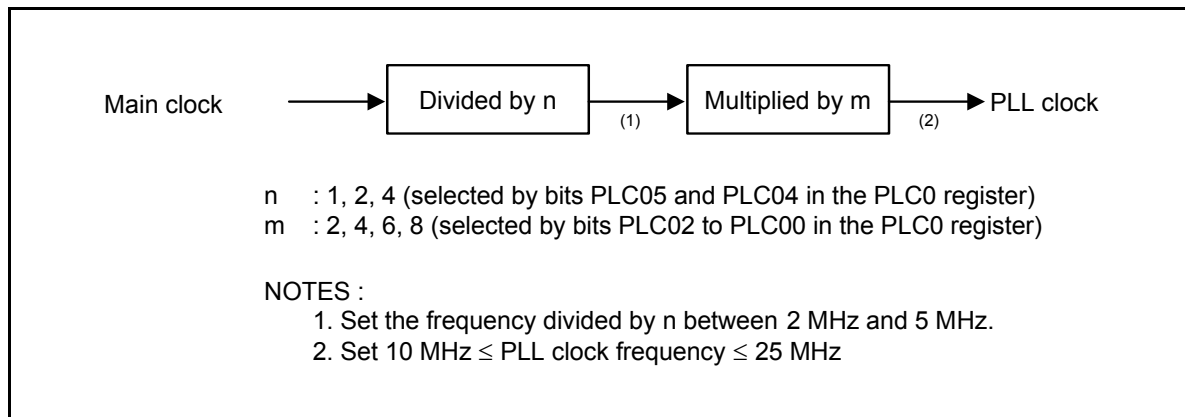 Main clock Divided by n Multiplied by m PLL clock
(1) (2)
n : 1, 2, 4 (selected by bits PLC05 and PLC04 in the PLC0 register)
m : 2, 4, 6, 8 (selected by bits PLC02 to PLC00 in the PLC0 register)
NOTES :
1. Set the frequency divided by n between 2 MHz and 5 MHz.
2. Set 10 MHz ≤ PLL clock frequency ≤ 25 MHz